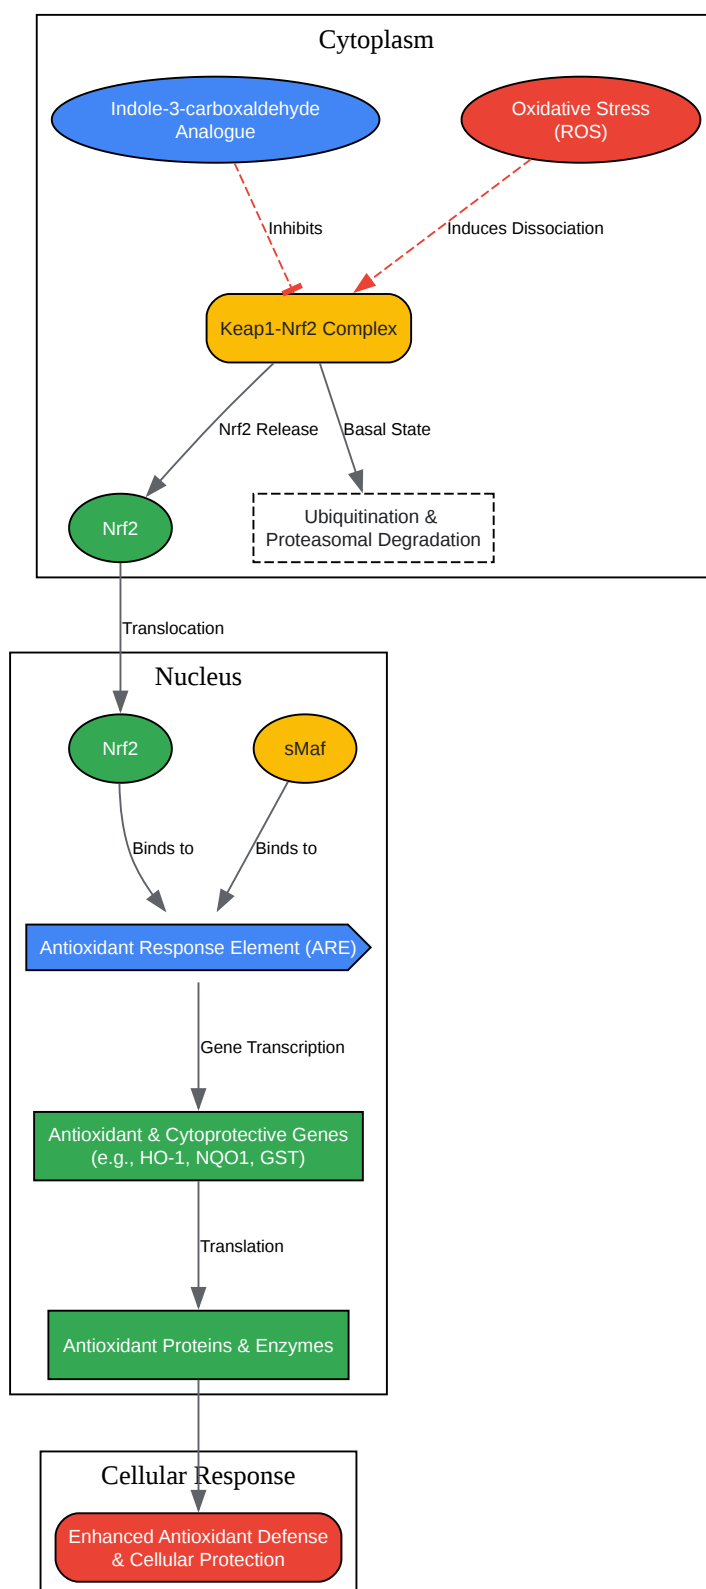 Cytoplasm
Indole-3-carboxaldehyde
Analogue
Oxidative Stress
(ROS)
Inhibits
Induces Dissociation
Keap1-Nrf2 Complex
Nrf2 Release
Basal State
Nrf2
Ubiquitination &
Proteasomal Degradation
Translocation
Nucleus
Nrf2
sMaf
Binds to
Binds to
Antioxidant Response Element (ARE)
Gene Transcription
Antioxidant & Cytoprotective Genes
(e.g., HO-1, NQO1, GST)
Translation
Antioxidant Proteins & Enzymes
Cellular Response
Enhanced Antioxidant Defense
& Cellular Protection